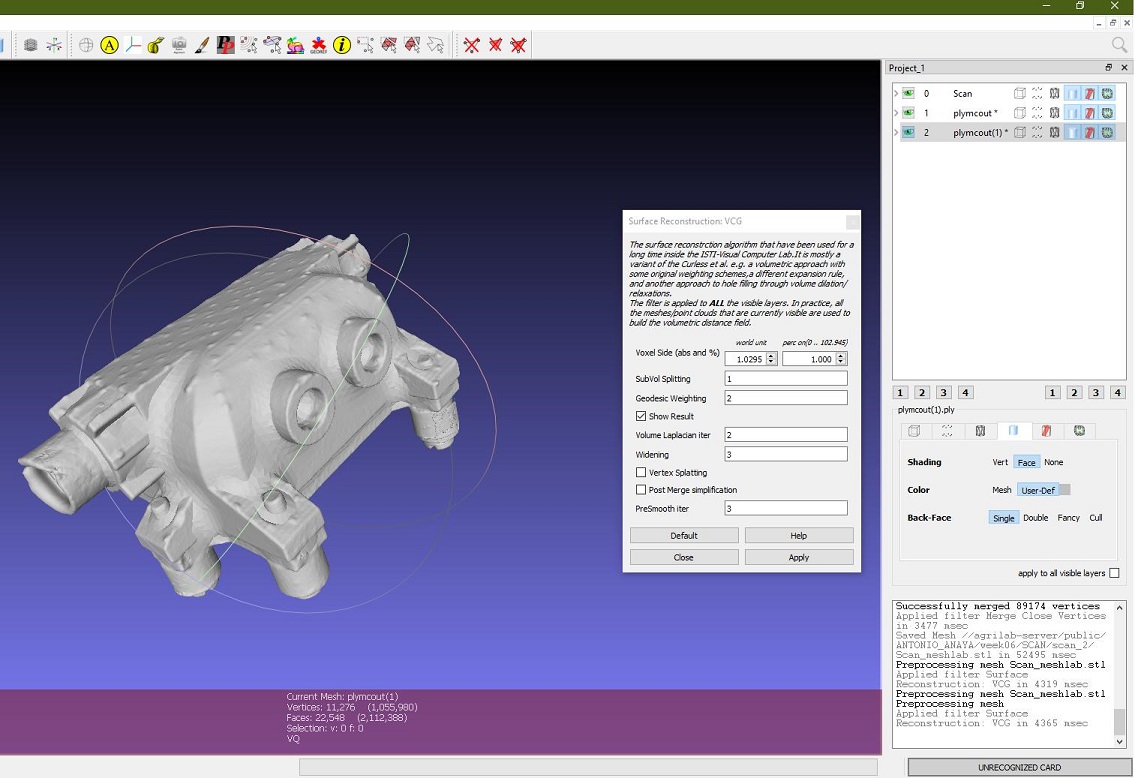 A
i
GEOREF
Project_1
0 Scan
1 plymcout *
2 plymcout(1) *
Surface Reconstruction: VCG
The surface reconstrction algorithm that have been used for a
long time inside the ISTI-Visual Computer Lab.It is mostly a
variant of the Curless et al. e.g. a volumetric approach with
some original weighting schemes,a different expansion rule,
and another approach to hole filling through volume dilation/
relaxations.
The filter is applied to ALL the visible layers. In practice, all
the meshes/point clouds that are currently visible are used to
build the volumetric distance field.
world unit perc on(0 .. 102.945)
Voxel Side (abs and %) 1.0295 1.000
SubVol Splitting 1
Geodesic Weighting 2
Show Result
Volume Laplacian iter 2
Widening 3
Vertex Splatting
Post Merge simplification
PreSmooth iter 3
Default Help
Close Apply
1 2 3 4 1 2 3 4
plymcout(1).ply
Shading Vert Face None
Color Mesh User-Def
Back-Face Single Double Fancy Cull
apply to all visible layers
Successfully merged 89174 vertices
Applied filter Merge Close Vertices
in 3477 msec
Saved Mesh //agrilab-server/public/
ANTONIO_ANAYA/week06/SCAN/scan_2/
Scan_meshlab.stl in 52495 msec
Preprocessing mesh Scan_meshlab.stl
Applied filter Surface
Reconstruction: VCG in 4319 msec
Preprocessing mesh Scan_meshlab.stl
Preprocessing mesh
Applied filter Surface
Reconstruction: VCG in 4365 msec
Current Mesh: plymcout(1)
Vertices: 11,276 (1,055,980)
Faces: 22,548 (2,112,388)
Selection: v: 0 f: 0
VQ
UNRECOGNIZED CARD